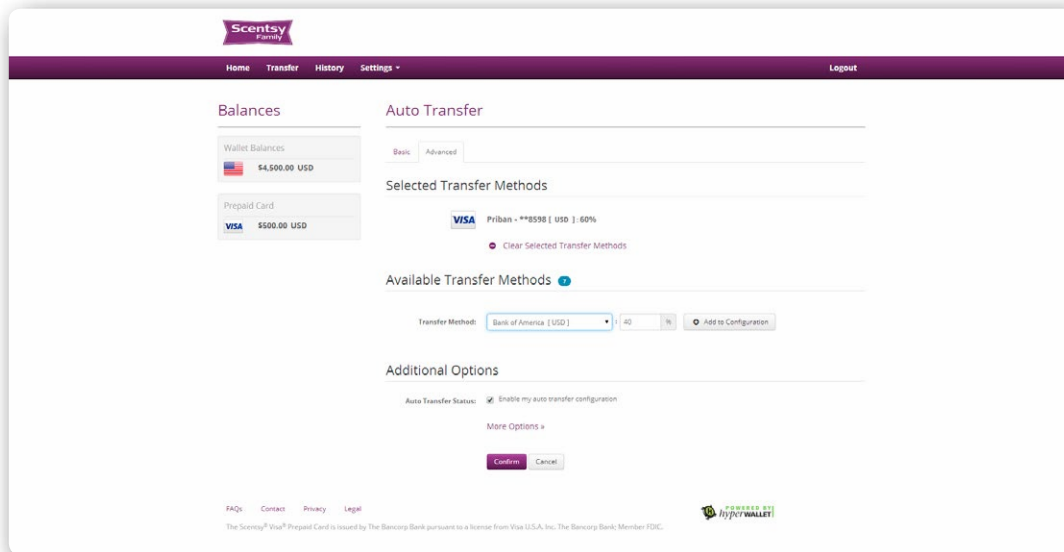 Scentsy
Family
Home Transfer History Settings Logout
Balances
Wallet Balances
$4,500.00 USD
Prepaid Card
VISA $500.00 USD
Auto Transfer
Basic Advanced
Selected Transfer Methods
VISA Priban - **8598 [ USD ] : 60%
Clear Selected Transfer Methods
Available Transfer Methods ?
Transfer Method: Bank of America [ USD ] : 40 % Add to Configuration
Additional Options
Auto Transfer Status: Enable my auto transfer configuration
More Options »
Confirm Cancel
FAQs Contact Privacy Legal
The Scentsy® Visa® Prepaid Card is issued by The Bancorp Bank pursuant to a license from Visa U.S.A. Inc. The Bancorp Bank; Member FDIC.
POWERED BY
hyperWALLET